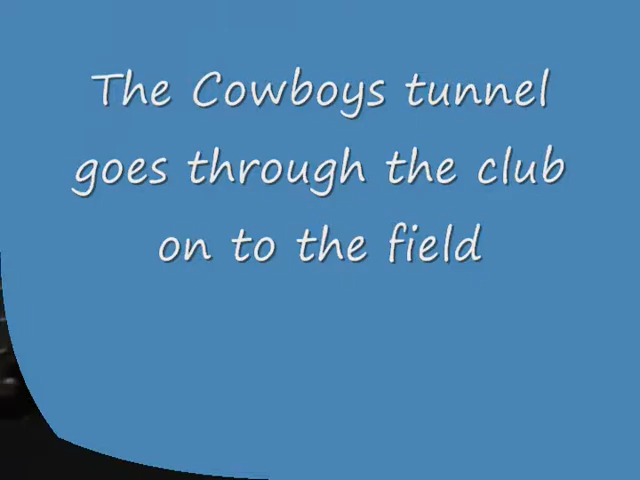 The Cowboys tunnel
goes through the club
on to the field